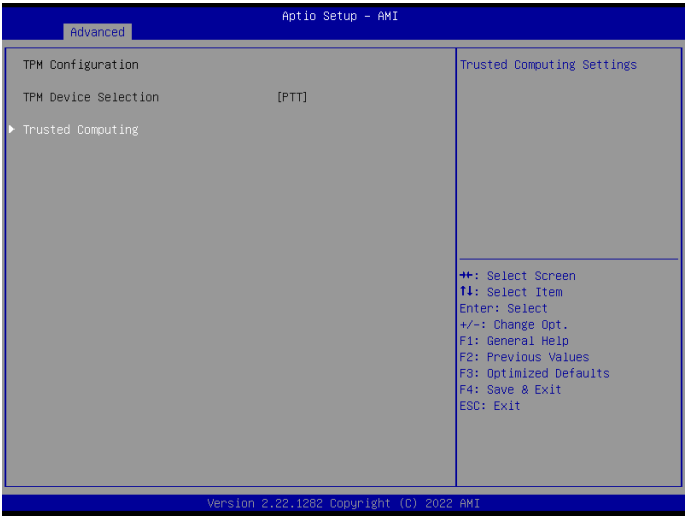 Aptio Setup - AMI
Advanced
TPM Configuration
TPM Device Selection [PTT]
Trusted Computing
Trusted Computing Settings
→←: Select Screen
↑↓: Select Item
Enter: Select
+/-: Change Opt.
F1: General Help
F2: Previous Values
F3: Optimized Defaults
F4: Save & Exit
ESC: Exit
Version 2.22.1282 Copyright (C) 2022 AMI